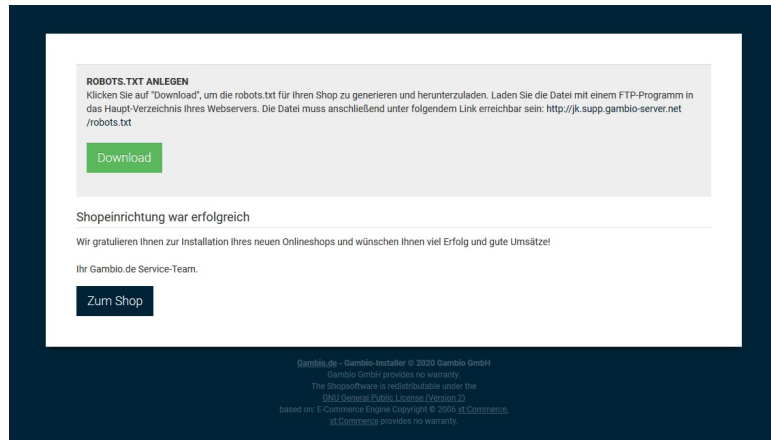 ROBOTS.TXT ANLEGEN
Klicken Sie auf "Download", um die robots.txt für Ihren Shop zu generieren und herunterzuladen. Laden Sie die Datei mit einem FTP-Programm in
das Haupt-Verzeichnis Ihres Webservers. Die Datei muss anschließend unter folgendem Link erreichbar sein: http://jk.supp.gambio-server.net
/robots.txt
Download
Shopeinrichtung war erfolgreich
Wir gratulieren Ihnen zur Installation Ihres neuen Onlineshops und wünschen Ihnen viel Erfolg und gute Umsätze!
Ihr Gambio.de Service-Team.
Zum Shop
Gambio.de - Gambio-Installer © 2020 Gambio GmbH
Gambio GmbH provides no warranty.
The Shopsoftware is redistributable under the
GNU General Public License (Version 2)
based on: E-Commerce Engine Copyright © 2006 xt:Commerce,
xt:Commerce provides no warranty.